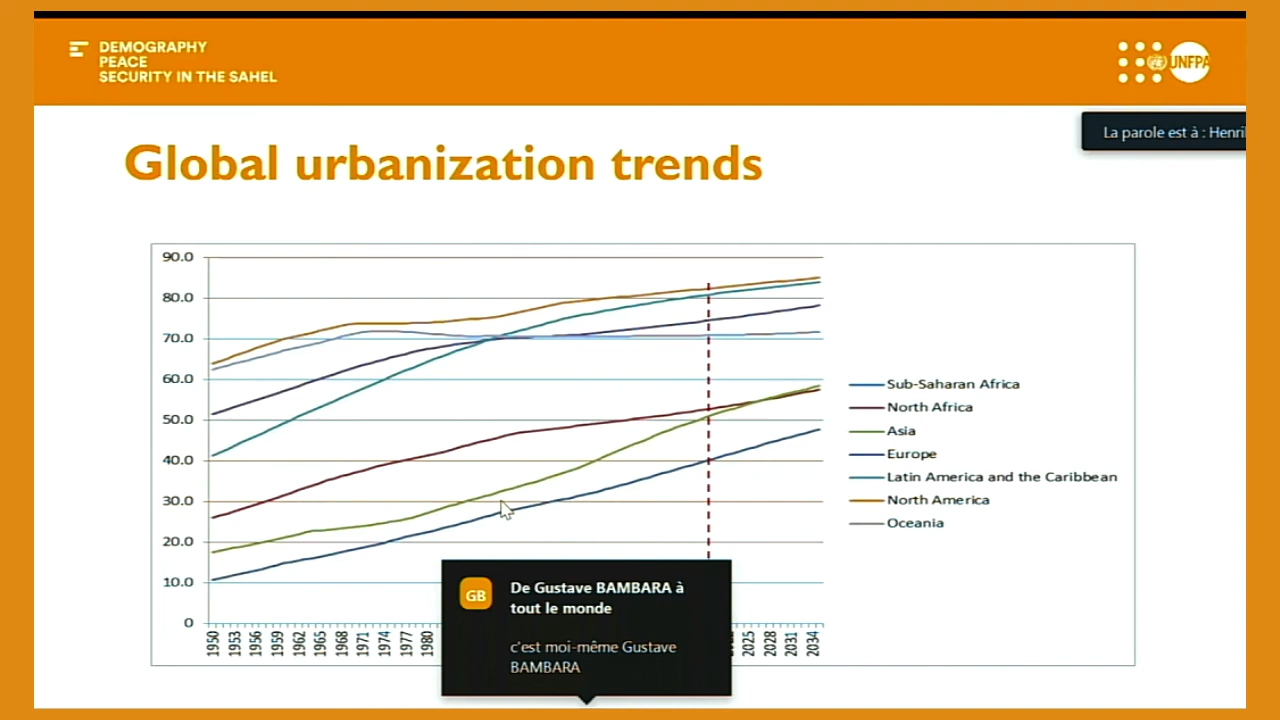 DEMOGRAPHY
PEACE
SECURITY IN THE SAHEL
UNFPA
La parole est à : Henri
Global urbanization trends
90.0
80.0
70.0
60.0
50.0
40.0
30.0
20.0
10.0
0
1950
1953
1956
1959
1962
1965
1968
1971
1974
1977
1980
2025
2028
2031
2034
Sub-Saharan Africa
North Africa
Asia
Europe
Latin America and the Caribbean
North America
Oceania
GB
De Gustave BAMBARA à
tout le monde
c'est moi-même Gustave
BAMBARA